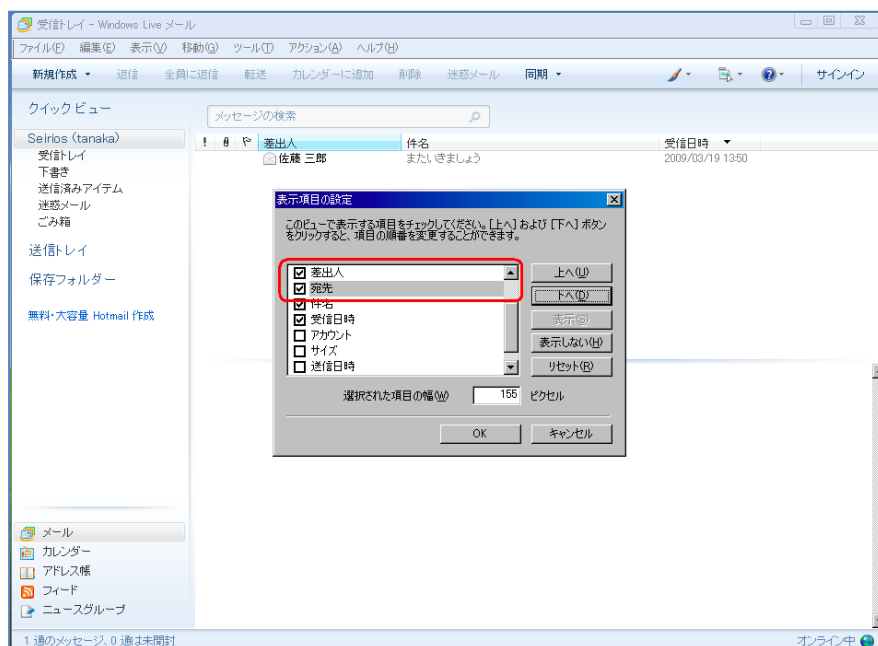 受信トレイ - Windows Live メール
ファイル(F) 編集(E) 表示(V) 移動(G) ツール(T) アクション(A) ヘルプ(H)
新規作成 返信 全員に返信 転送 カレンダーに追加 削除 迷惑メール 同期 サインイン
クイックビュー
メッセージの検索
Seirios (tanaka)
! 差出人 件名 受信日時
受信トレイ
佐藤 三郎 またいきましょう 2009/03/19 13:50
下書き
送信済みアイテム
迷惑メール
ごみ箱
送信トレイ
保存フォルダー
無料・大容量 Hotmail 作成
表示項目の設定
このビューで表示する項目をチェックしてください。[上へ] および [下へ] ボタン
をクリックすると、項目の順番を変更することができます。
差出人
宛先
件名
受信日時
アカウント
サイズ
送信日時
上へ(U)
下へ(D)
表示(S)
表示しない(H)
リセット(R)
選択された項目の幅(W) 155 ピクセル
OK キャンセル
メール
カレンダー
アドレス帳
フィード
ニュースグループ
1 通のメッセージ、0 通は未開封 オンライン中